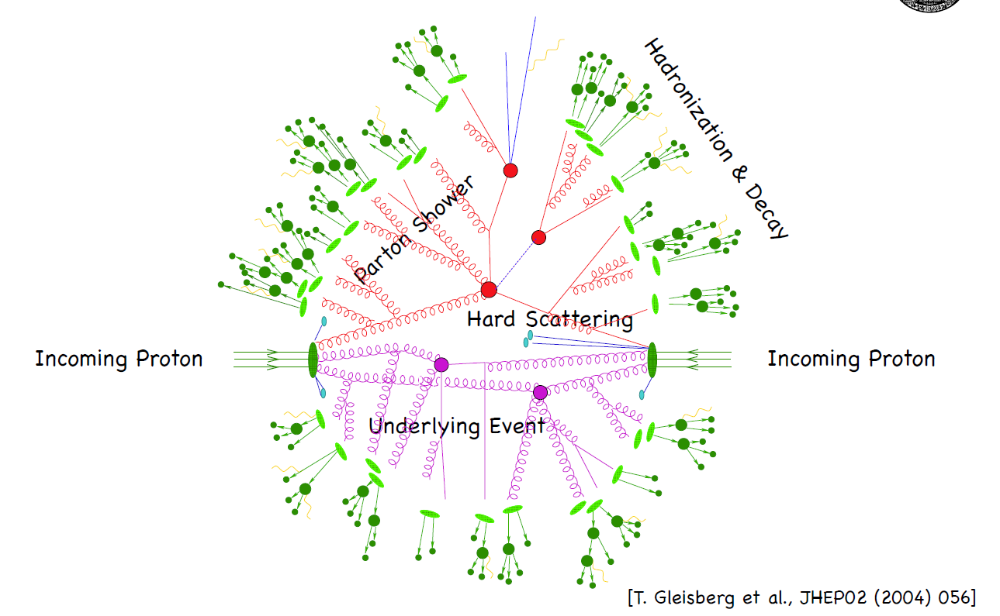 Hadronization & Decay
Parton Shower
Hard Scattering
Incoming Proton
Incoming Proton
Underlying Event
[T. Gleisberg et al., JHEP02 (2004) 056]